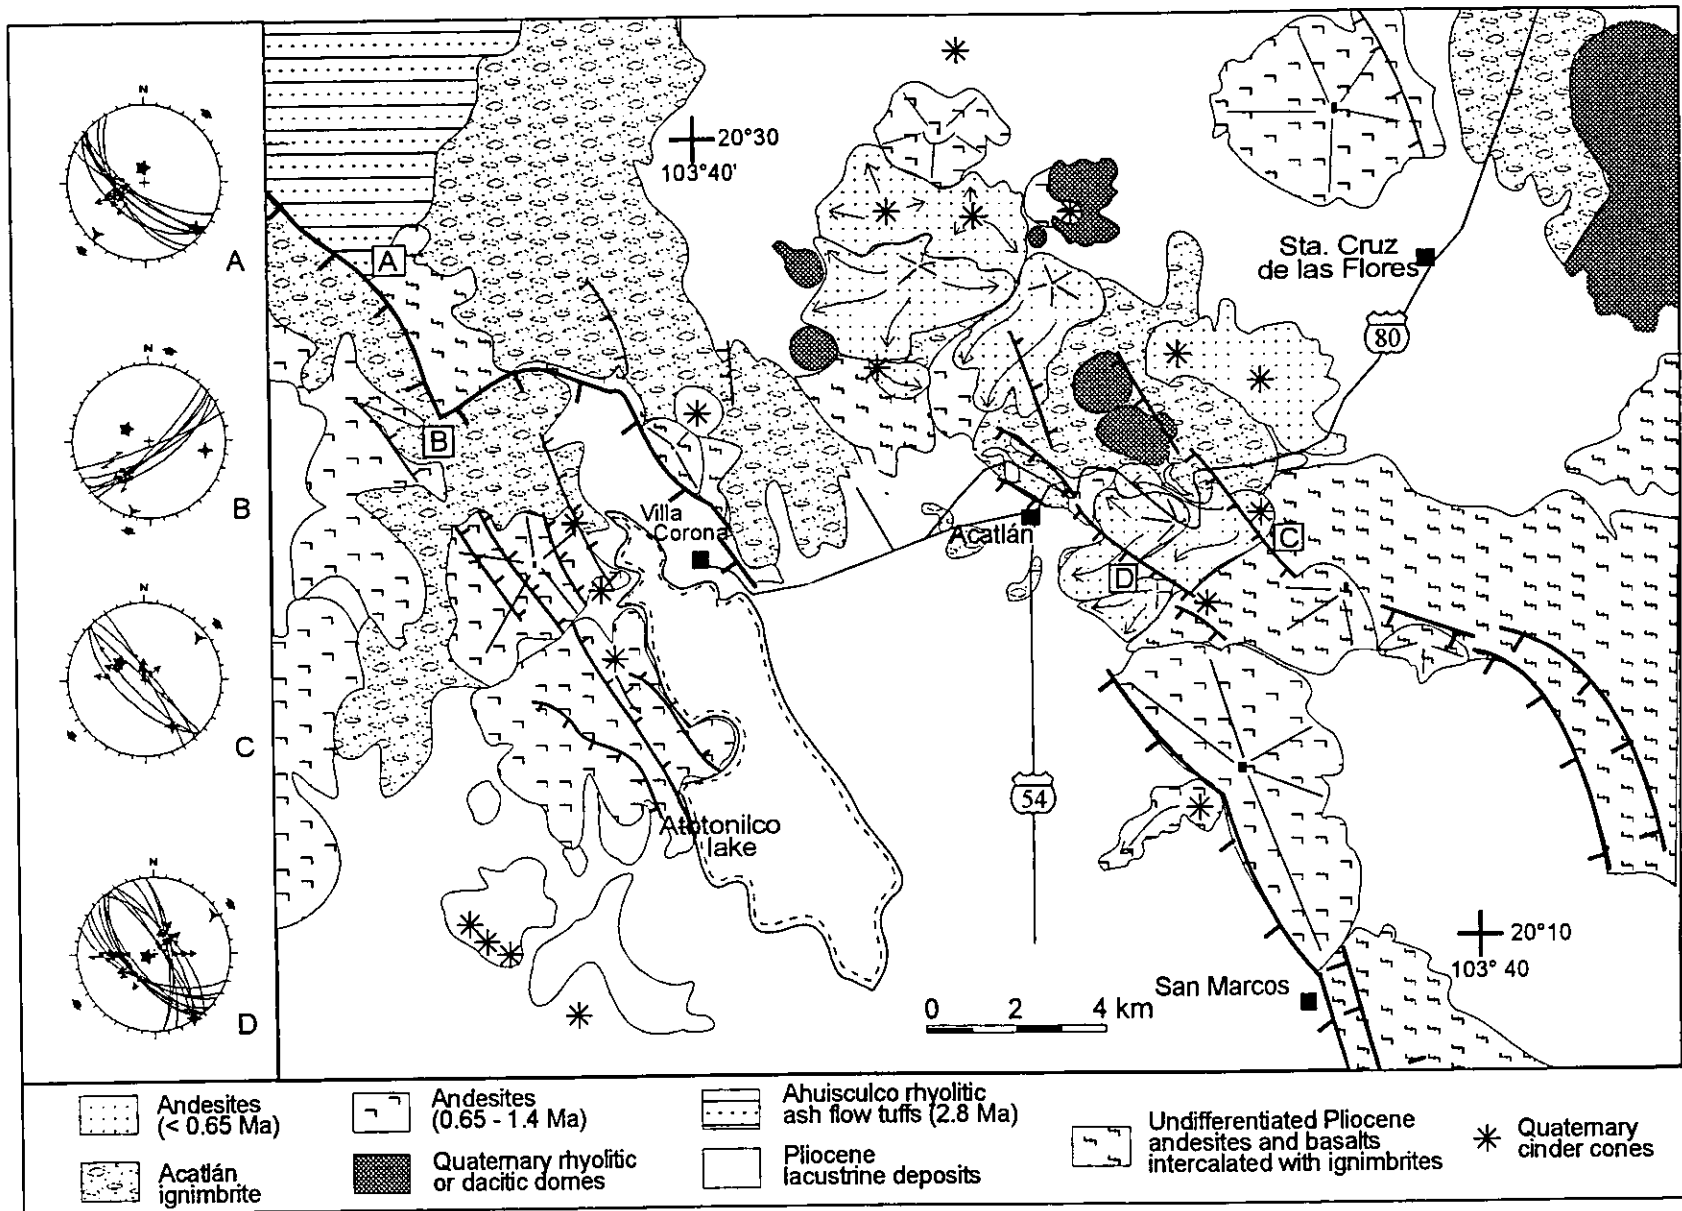 N
A
N
B
N
C
N
D
20°30
103°40'
A
B
Sta. Cruz
de las Flores
80
Villa
Corona
Acatlán
C
D
54
Atotonilco
lake
20°10
103° 40
San Marcos
0 2 4 km
Andesites
(< 0.65 Ma)
Andesites
(0.65 - 1.4 Ma)
Ahuisculco rhyolitic
ash flow tuffs (2.8 Ma)
Undifferentiated Pliocene
andesites and basalts
intercalated with ignimbrites
Quaternary
cinder cones
Acatlán
ignimbrite
Quaternary rhyolitic
or dacitic domes
Pliocene
lacustrine deposits